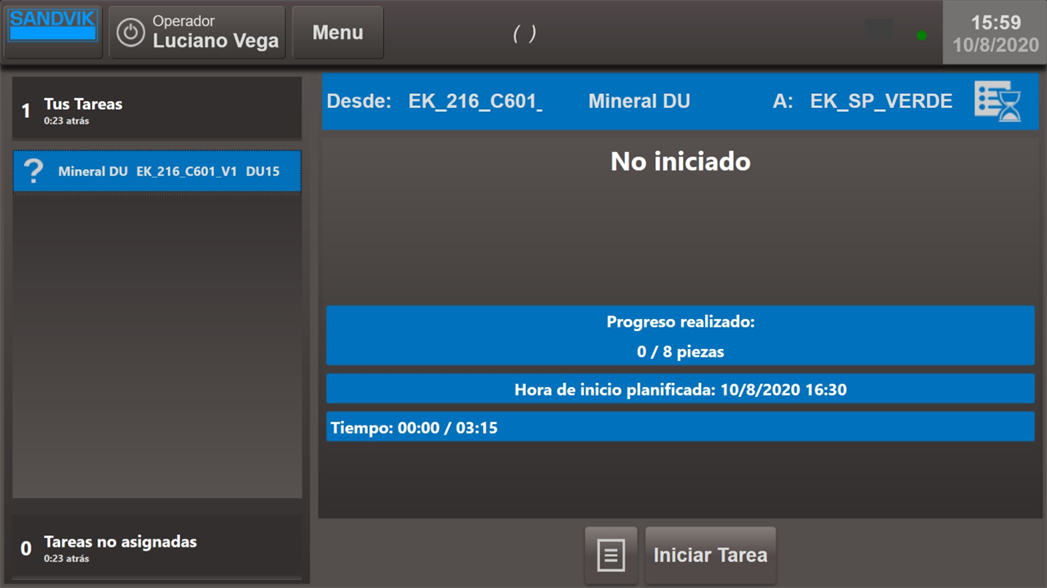 SANDVIK
Operador
Luciano Vega
Menu
( )
15:59
10/8/2020
1 Tus Tareas
0:23 atrás
? Mineral DU EK_216_C601_V1 DU15
0 Tareas no asignadas
0:23 atrás
Desde: EK_216_C601_ Mineral DU A: EK_SP_VERDE
No iniciado
Progreso realizado:
0 / 8 piezas
Hora de inicio planificada: 10/8/2020 16:30
Tiempo: 00:00 / 03:15
Iniciar Tarea